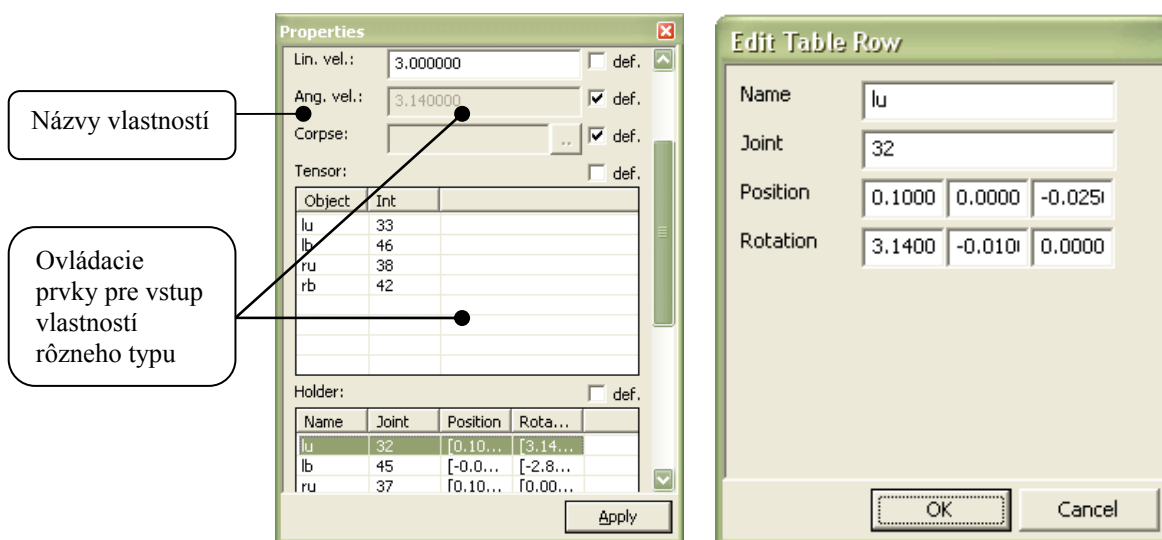 Properties
Lin. vel.: 3.000000 def.
Názvy vlastností
Ang. vel.: 3.140000 def.
Corpse: .. def.
Tensor: def.
Object Int
lu 33
lb 46
ru 38
rb 42
Ovládacie
prvky pre vstup
vlastností
rôzneho typu
Holder: def.
Name Joint Position Rota...
lu 32 [0.10... [3.14...
lb 45 [-0.0... [-2.8...
ru 37 [0.10... [0.00...
Apply
Edit Table Row
Name lu
Joint 32
Position 0.1000 0.0000 -0.025
Rotation 3.1400 -0.010 0.0000
OK Cancel